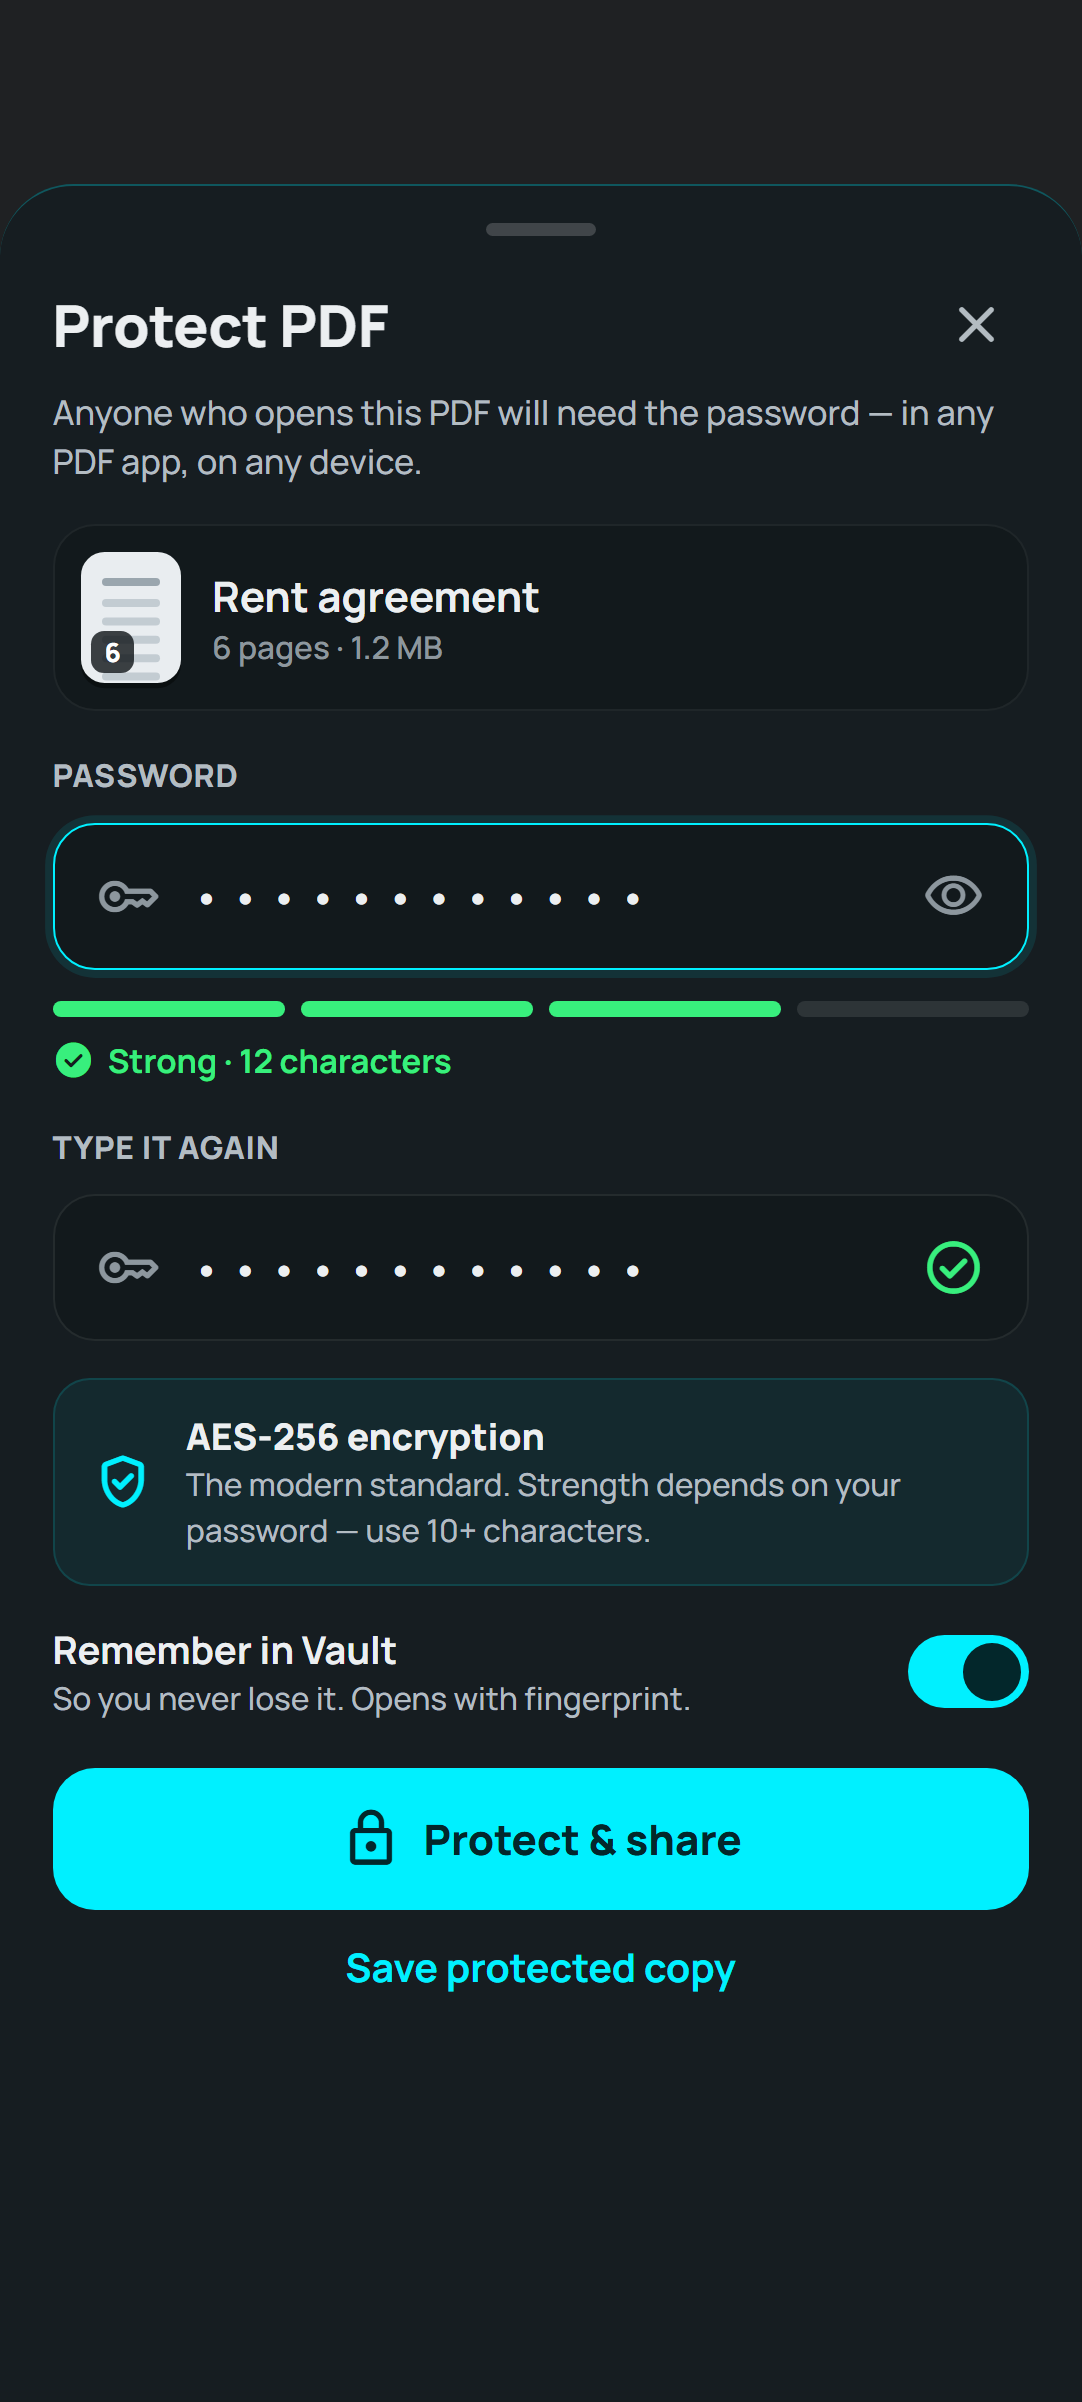 Protect PDF
Anyone who opens this PDF will need the password — in any
PDF app, on any device.
Rent agreement
6 pages · 1.2 MB
6
PASSWORD
• • • • • • • • • • • •
Strong · 12 characters
TYPE IT AGAIN
• • • • • • • • • • • •
AES-256 encryption
The modern standard. Strength depends on your
password — use 10+ characters.
Remember in Vault
So you never lose it. Opens with fingerprint.
Protect & share
Save protected copy